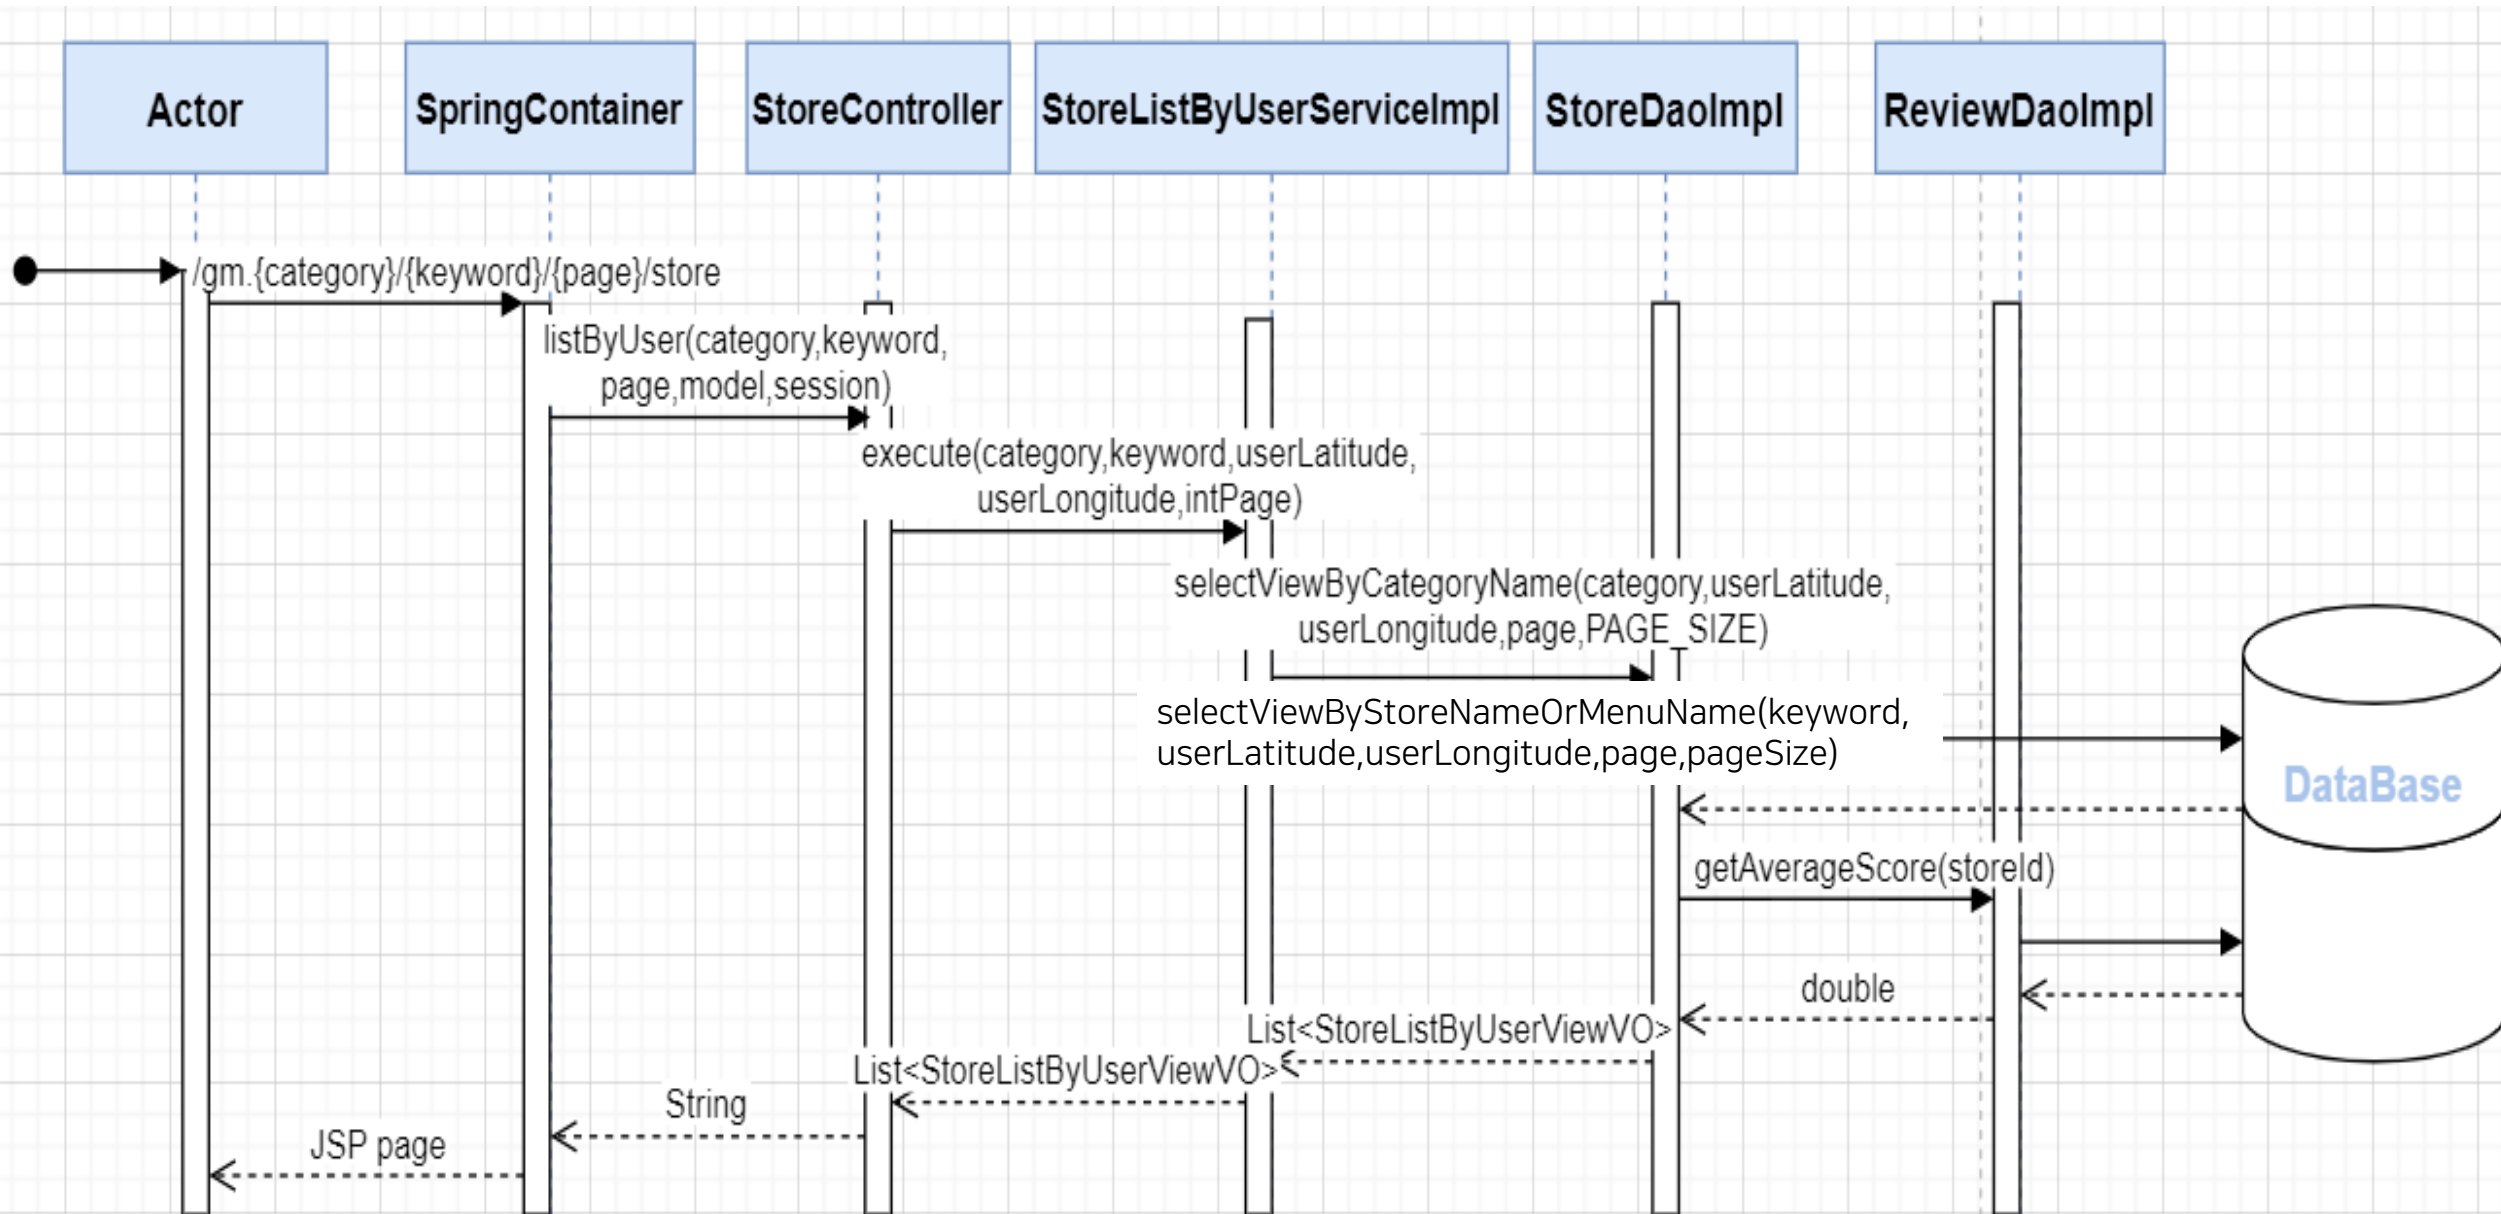 Actor
SpringContainer
StoreController
StoreListByUserServiceImpl
StoreDaoImpl
ReviewDaoImpl
/gm.{category}/{keyword}/{page}/store
listByUser(category,keyword,
page,model,session)
execute(category,keyword,userLatitude,
userLongitude,intPage)
selectViewByCategoryName(category,userLatitude,
userLongitude,page,PAGE_SIZE)
selectViewByStoreNameOrMenuName(keyword,
userLatitude,userLongitude,page,pageSize)
DataBase
getAverageScore(storeId)
double
List<StoreListByUserViewVO>
List<StoreListByUserViewVO>
String
JSP page